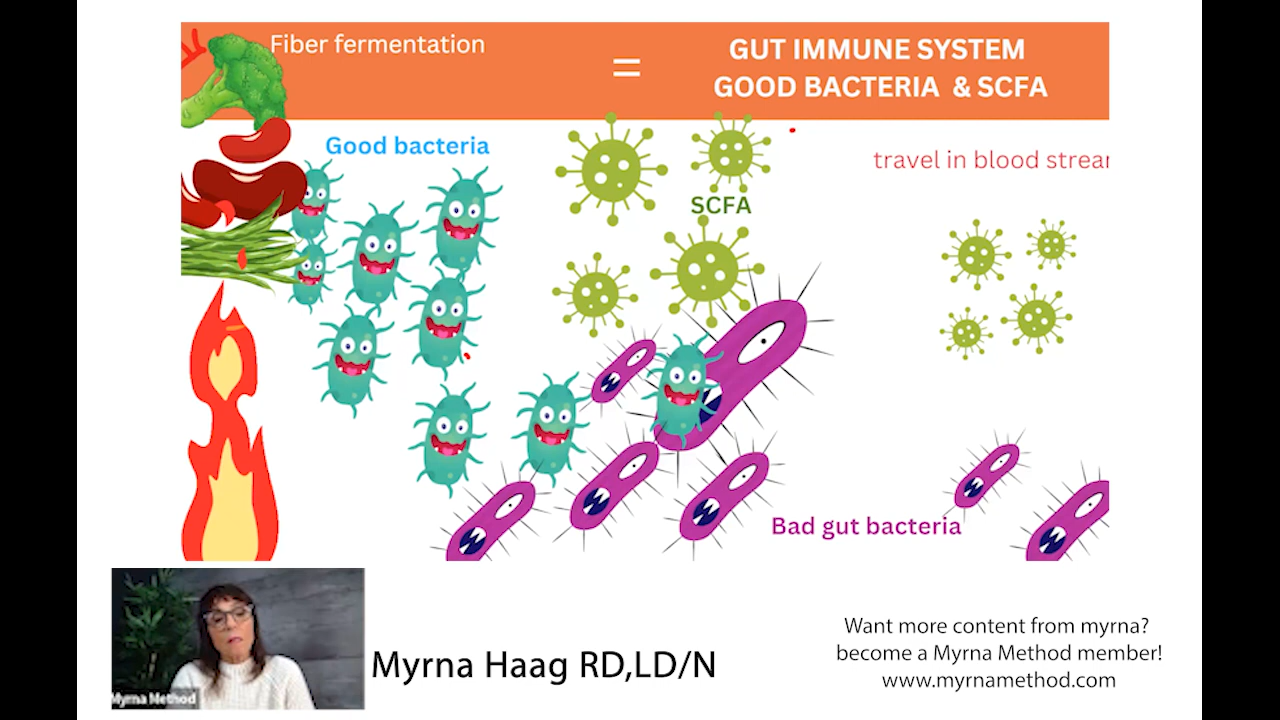 Fiber fermentation
=
GUT IMMUNE SYSTEM
GOOD BACTERIA & SCFA
Good bacteria
travel in blood strear
SCFA
Bad gut bacteria
Myrna Method
Myrna Haag RD,LD/N
Want more content from myrna?
become a Myrna Method member!
www.myrnamethod.com